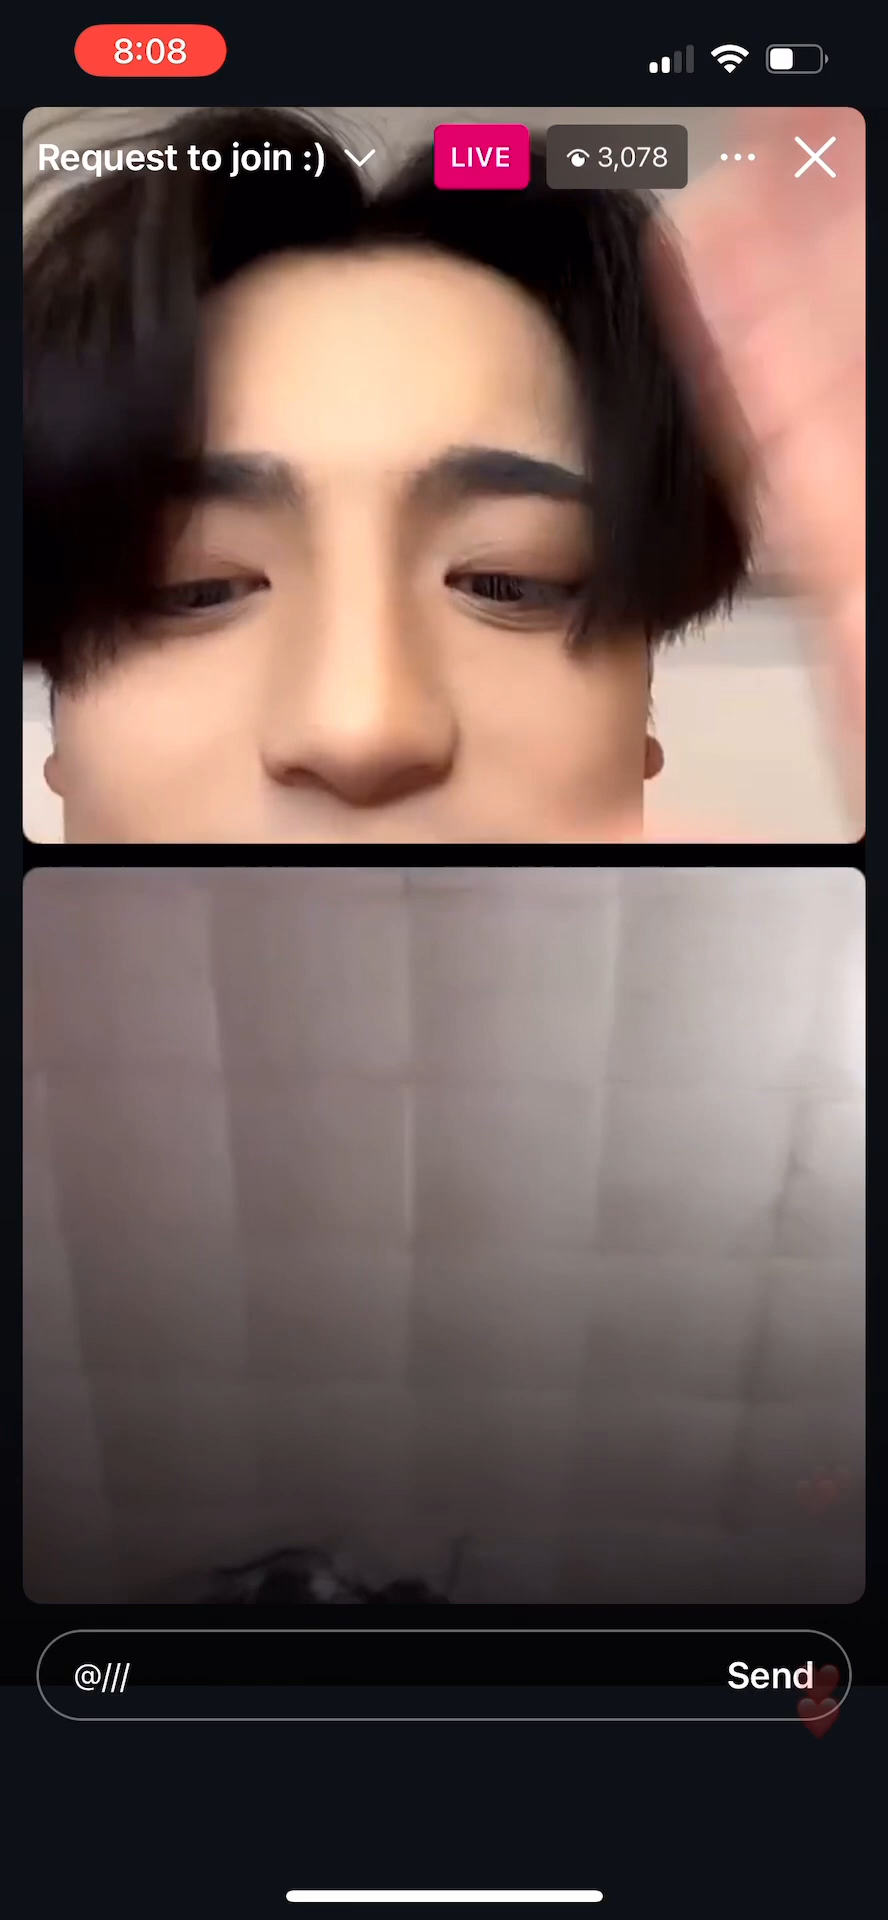 8:08
Request to join :)
LIVE
3,078
@///
Send